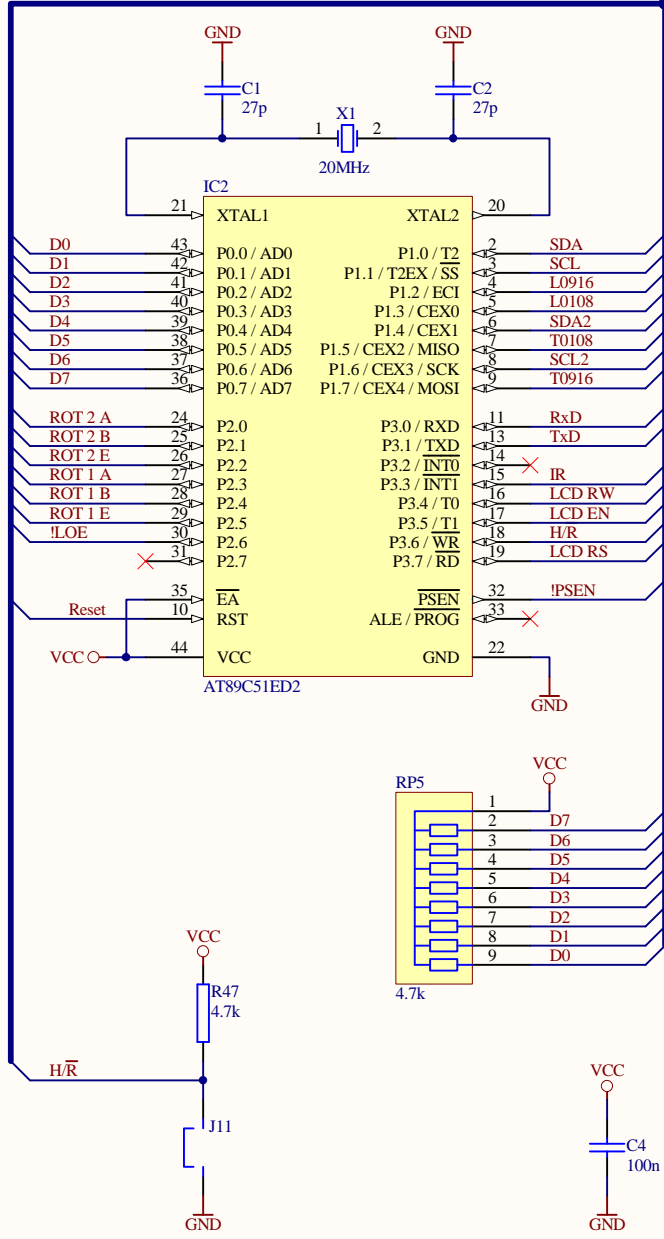 GND GND
C1 C2
27p 27p
X1
1 2
20MHz
IC2
21 XTAL1 XTAL2 20
D0 43 P0.0 / AD0 P1.0 / T2 2 SDA
D1 42 P0.1 / AD1 P1.1 / T2EX / S̅S̅ 3 SCL
D2 41 P0.2 / AD2 P1.2 / ECI 4 L0916
D3 40 P0.3 / AD3 P1.3 / CEX0 5 L0108
D4 39 P0.4 / AD4 P1.4 / CEX1 6 SDA2
D5 38 P0.5 / AD5 P1.5 / CEX2 / MISO 7 T0108
D6 37 P0.6 / AD6 P1.6 / CEX3 / SCK 8 SCL2
D7 36 P0.7 / AD7 P1.7 / CEX4 / MOSI 9 T0916
ROT 2 A 24 P2.0 P3.0 / RXD 11 RxD
ROT 2 B 25 P2.1 P3.1 / TXD 13 TxD
ROT 2 E 26 P2.2 P3.2 / I̅N̅T̅0̅ 14
ROT 1 A 27 P2.3 P3.3 / I̅N̅T̅1̅ 15 IR
ROT 1 B 28 P2.4 P3.4 / T0 16 LCD RW
ROT 1 E 29 P2.5 P3.5 / T1 17 LCD EN
!LOE 30 P2.6 P3.6 / W̅R̅ 18 H/R
31 P2.7 P3.7 / R̅D̅ 19 LCD RS
35 E̅A̅ P̅S̅E̅N̅ 32 !PSEN
Reset 10 RST ALE / P̅R̅O̅G̅ 33
VCC 44 VCC GND 22
AT89C51ED2
GND
VCC
RP5
1
2 D7
3 D6
4 D5
5 D4
6 D3
7 D2
8 D1
9 D0
4.7k
VCC
R47
4.7k
H/R̅
J11
GND
VCC
C4
100n
GND